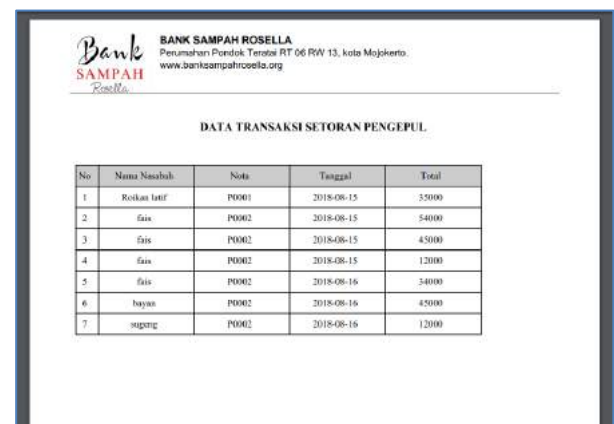 Bank
SAMPAH
Rosella
BANK SAMPAH ROSELLA
Perumahan Pondok Teratai RT 06 RW 13, kota Mojokerto.
www.banksampahrosella.org
DATA TRANSAKSI SETORAN PENGEPUL
No Nama Nasabah Nota Tanggal Total
1 Roikan latif P0001 2018-08-15 35000
2 fais P0002 2018-08-15 54000
3 fais P0002 2018-08-15 45000
4 fais P0002 2018-08-15 12000
5 fais P0002 2018-08-16 34000
6 bayan P0002 2018-08-16 45000
7 sugeng P0002 2018-08-16 12000